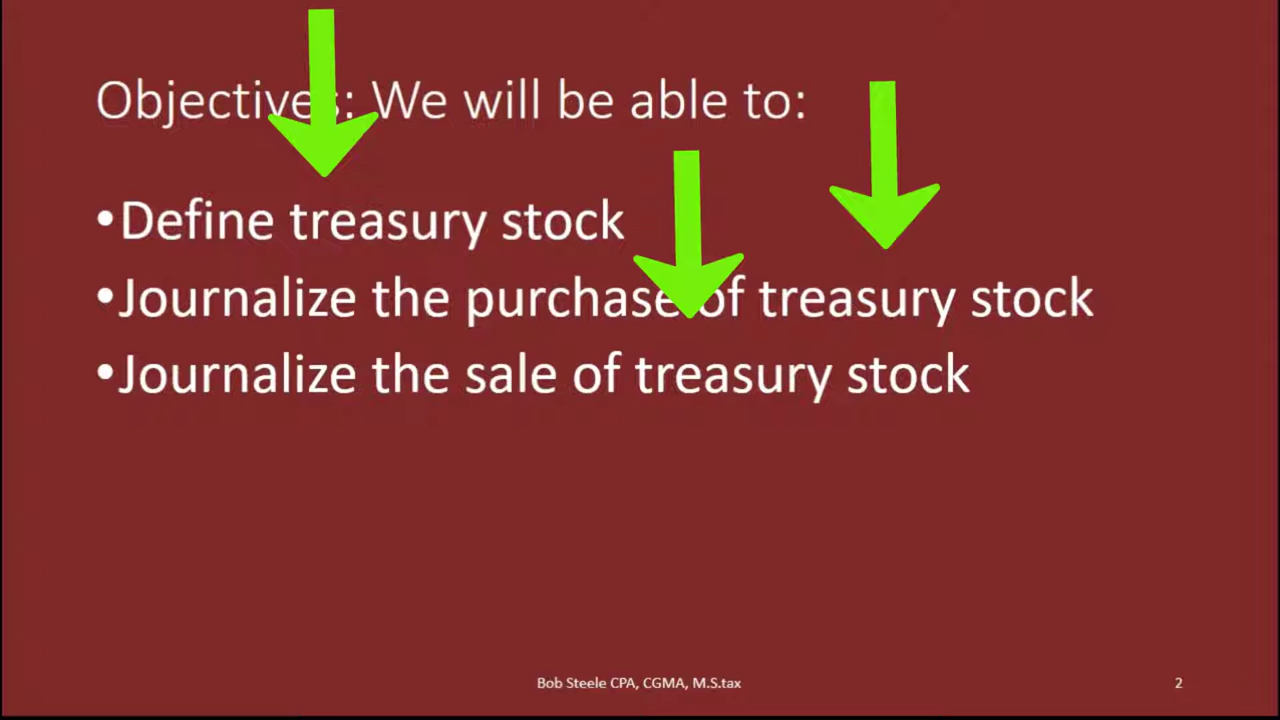 Objectives: We will be able to:
•Define treasury stock
•Journalize the purchase of treasury stock
•Journalize the sale of treasury stock
Bob Steele CPA, CGMA, M.S.tax
2